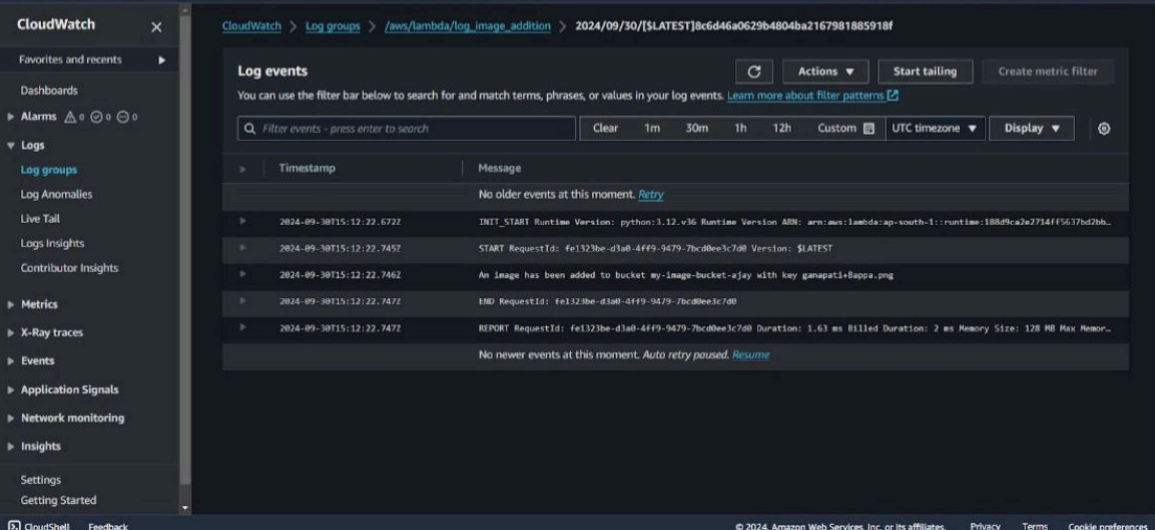 CloudWatch
Favorites and recents
Dashboards
Alarms 0 0 0
Logs
Log groups
Log Anomalies
Live Tail
Logs Insights
Contributor Insights
Metrics
X-Ray traces
Events
Application Signals
Network monitoring
Insights
Settings
Getting Started
CloudWatch > Log groups > /aws/lambda/log_image_addition > 2024/09/30/[$LATEST]8c6d46a0629b4804ba2167981885918f
Log events
Actions Start tailing Create metric filter
You can use the filter bar below to search for and match terms, phrases, or values in your log events. Learn more about filter patterns
Filter events - press enter to search Clear 1m 30m 1h 12h Custom UTC timezone Display
Timestamp Message
No older events at this moment. Retry
2024-09-30T15:12:22.672Z INIT_START Runtime Version: python:3.12.v36 Runtime Version ARN: arn:aws:lambda:ap-south-1::runtime:188d9ca2e2714ff5637bd2bb…
2024-09-30T15:12:22.745Z START RequestId: fe1323be-d3a0-4ff9-9479-7bcd0ee3c7d0 Version: $LATEST
2024-09-30T15:12:22.746Z An image has been added to bucket my-image-bucket-ajay with key ganapati+Bappa.png
2024-09-30T15:12:22.747Z END RequestId: fe1323be-d3a0-4ff9-9479-7bcd0ee3c7d0
2024-09-30T15:12:22.747Z REPORT RequestId: fe1323be-d3a0-4ff9-9479-7bcd0ee3c7d0 Duration: 1.63 ms Billed Duration: 2 ms Memory Size: 128 MB Max Memor…
No newer events at this moment. Auto retry paused. Resume
CloudShell Feedback © 2024, Amazon Web Services, Inc. or its affiliates. Privacy Terms Cookie preferences